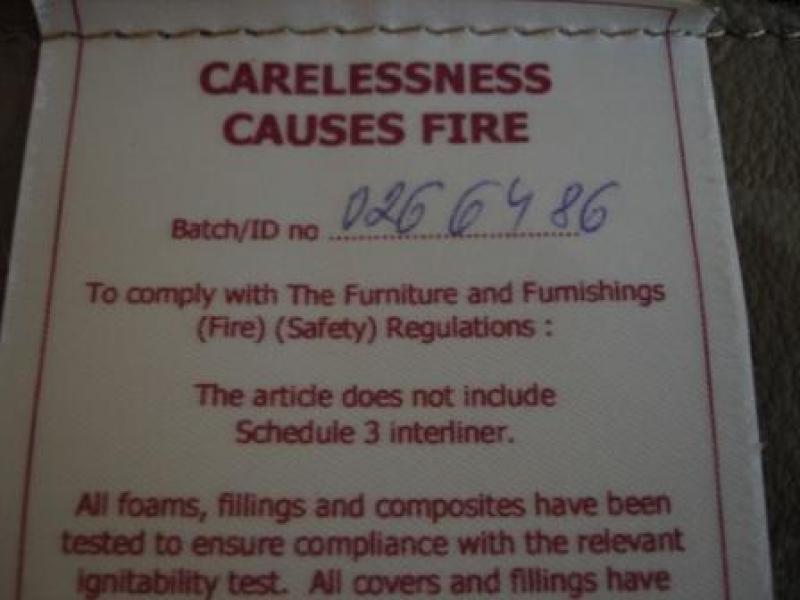 CARELESSNESS
CAUSES FIRE
Batch/ID no 0266486
To comply with The Furniture and Furnishings
(Fire) (Safety) Regulations :
The article does not include
Schedule 3 interliner.
All foams, fillings and composites have been
tested to ensure compliance with the relevant
ignitability test. All covers and fillings have